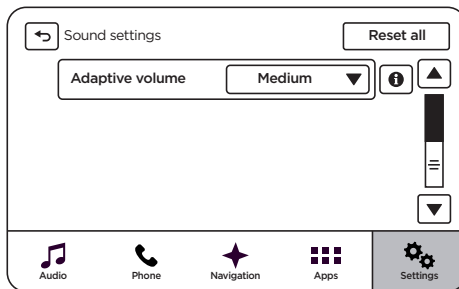 Sound settings
Reset all
Adaptive volume
Medium
Audio
Phone
Navigation
Apps
Settings